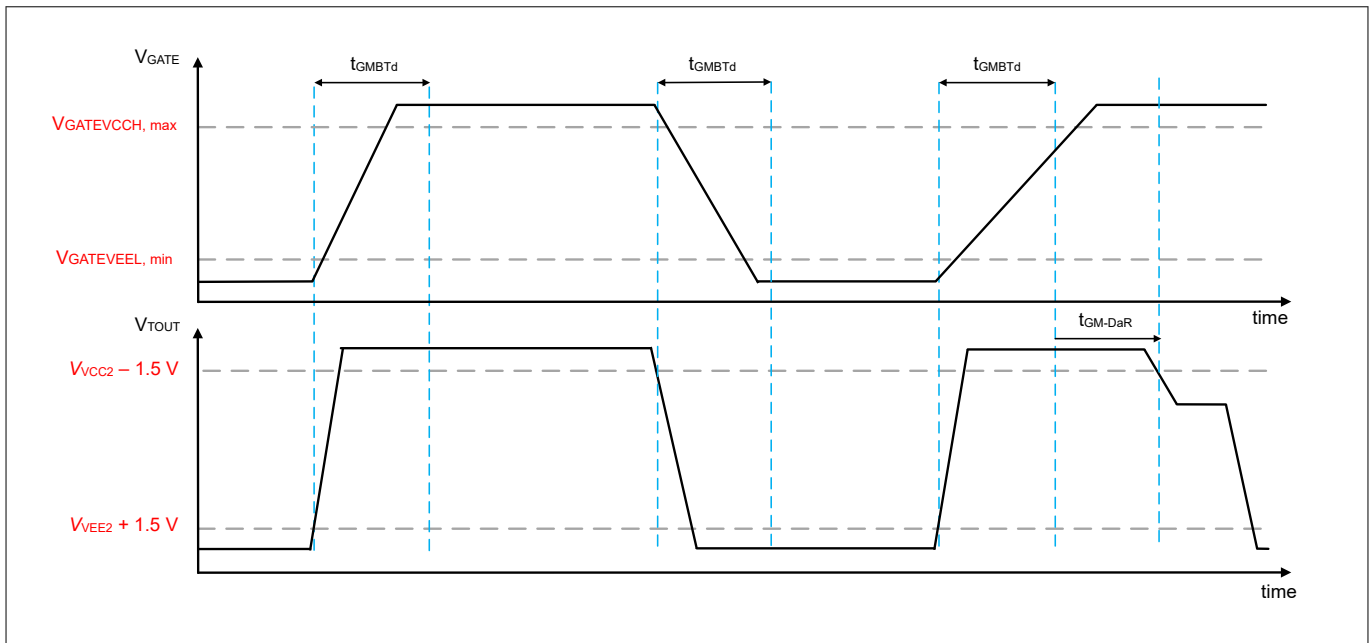 VGATE
tGMBTd
tGMBTd
tGMBTd
VGATEVCCH, max
VGATEVEEL, min
time
VTOUT
tGM-DaR
VVCC2 – 1.5 V
VVEE2 + 1.5 V
time